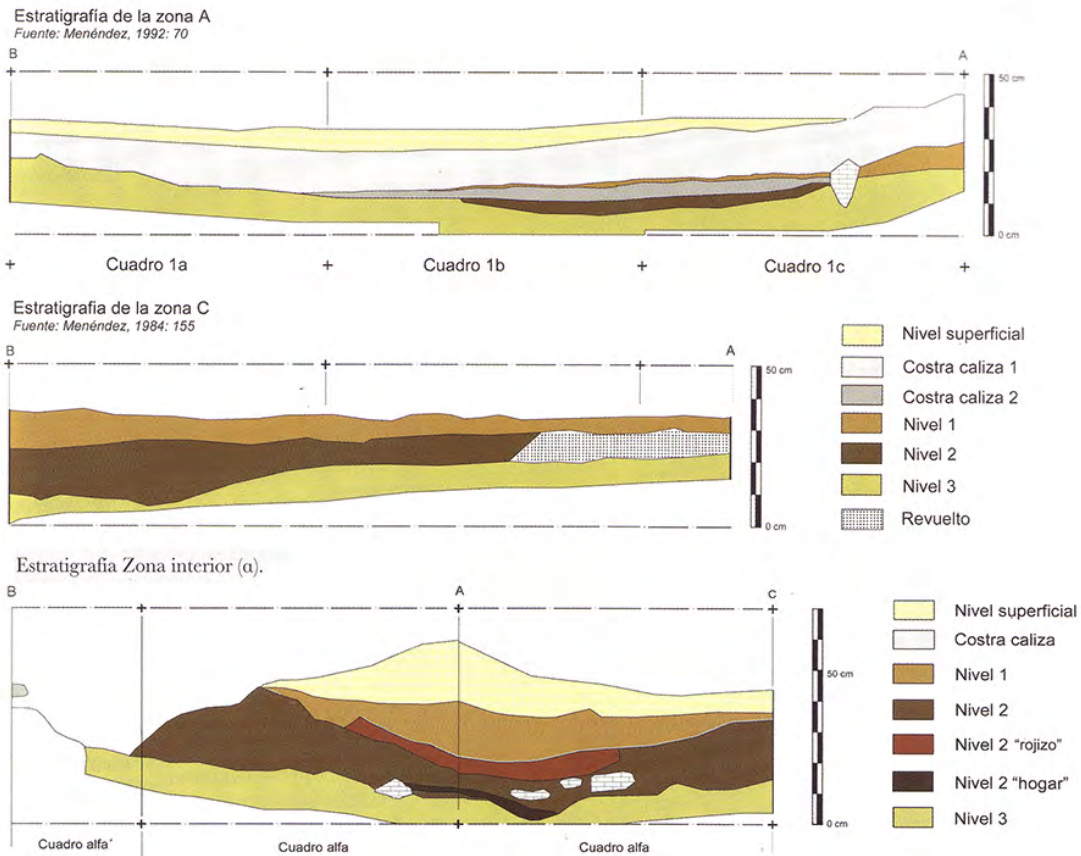 Estratigrafía de la zona A
Fuente: Menéndez, 1992: 70
B
A
50 cm
0 cm
Cuadro 1a
Cuadro 1b
Cuadro 1c
Estratigrafia de la zona C
Fuente: Menéndez, 1984: 155
B
A
50 cm
0 cm
Nivel superficial
Costra caliza 1
Costra caliza 2
Nivel 1
Nivel 2
Nivel 3
Revuelto
Estratigrafía Zona interior (α).
B
A
C
50 cm
0 cm
Cuadro alfa'
Cuadro alfa
Cuadro alfa
Nivel superficial
Costra caliza
Nivel 1
Nivel 2
Nivel 2 “rojizo”
Nivel 2 “hogar”
Nivel 3